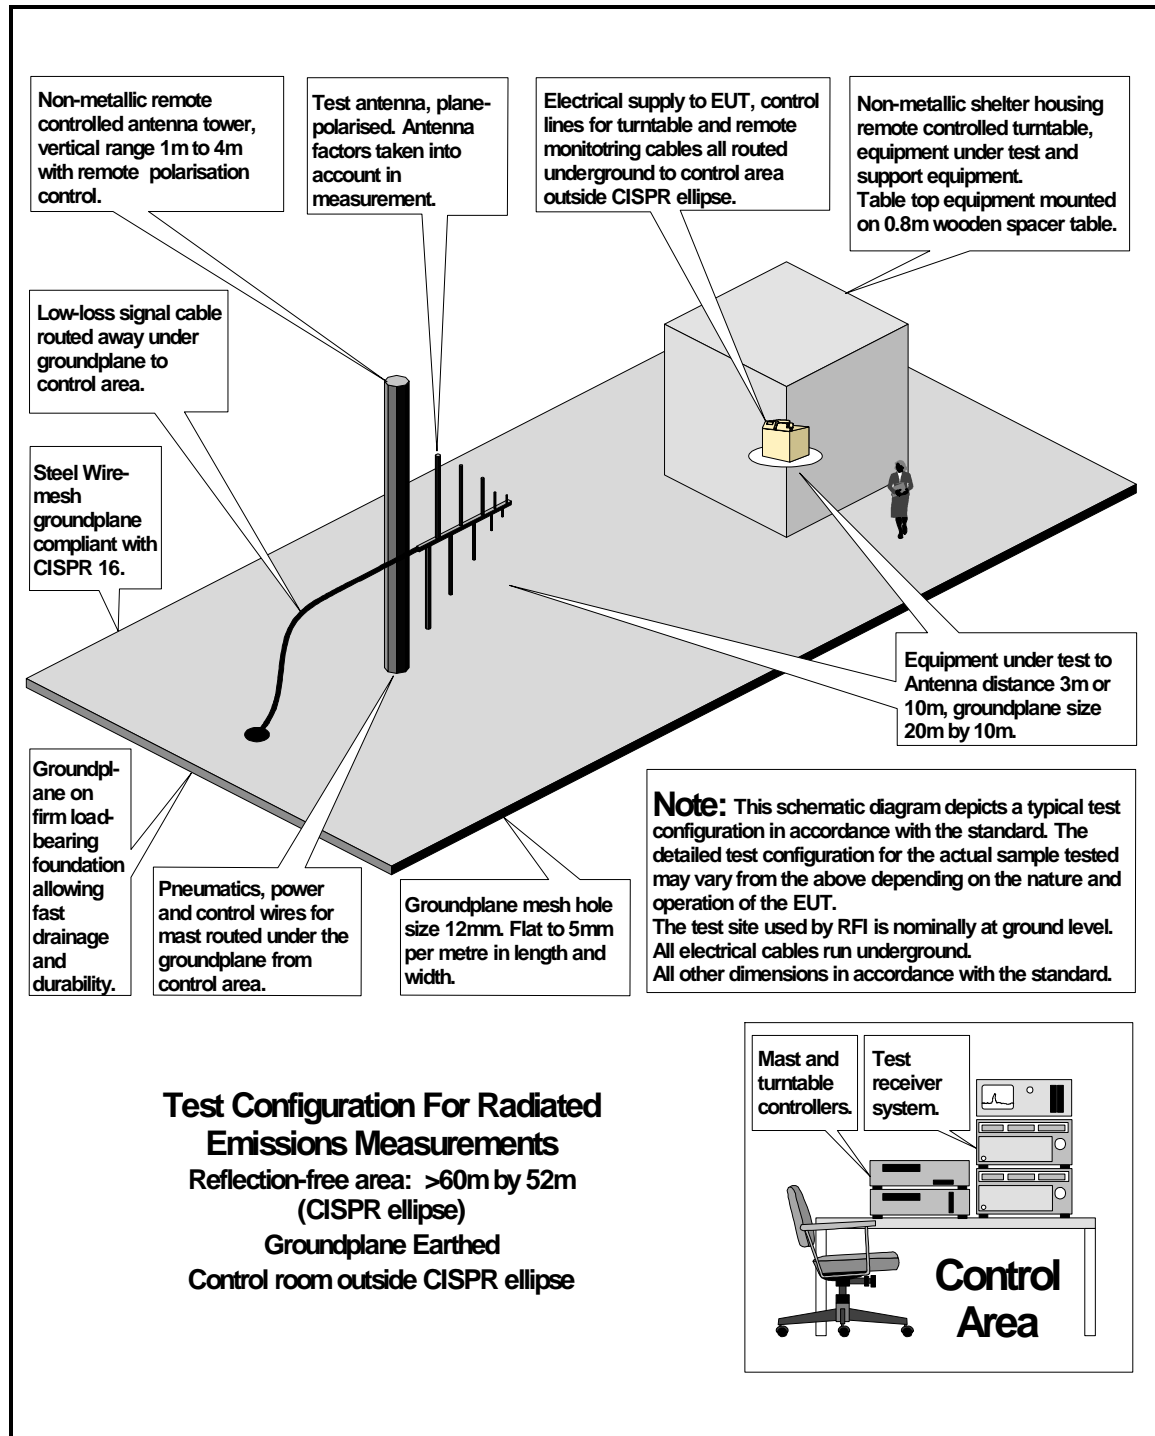 Non-metallic remote
controlled antenna tower,
vertical range 1m to 4m
with remote polarisation
control.
Test antenna, plane-
polarised. Antenna
factors taken into
account in
measurement.
Electrical supply to EUT, control
lines for turntable and remote
monitotring cables all routed
underground to control area
outside CISPR ellipse.
Non-metallic shelter housing
remote controlled turntable,
equipment under test and
support equipment.
Table top equipment mounted
on 0.8m wooden spacer table.
Low-loss signal cable
routed away under
groundplane to
control area.
Steel Wire-
mesh
groundplane
compliant with
CISPR 16.
Equipment under test to
Antenna distance 3m or
10m, groundplane size
20m by 10m.
Groundpl-
ane on
firm load-
bearing
foundation
allowing
fast
drainage
and
durability.
Pneumatics, power
and control wires for
mast routed under the
groundplane from
control area.
Groundplane mesh hole
size 12mm. Flat to 5mm
per metre in length and
width.
Note: This schematic diagram depicts a typical test
configuration in accordance with the standard. The
detailed test configuration for the actual sample tested
may vary from the above depending on the nature and
operation of the EUT.
The test site used by RFI is nominally at ground level.
All electrical cables run underground.
All other dimensions in accordance with the standard.
Test Configuration For Radiated
Emissions Measurements
Reflection-free area: >60m by 52m
(CISPR ellipse)
Groundplane Earthed
Control room outside CISPR ellipse
Mast and
turntable
controllers.
Test
receiver
system.
Control
Area